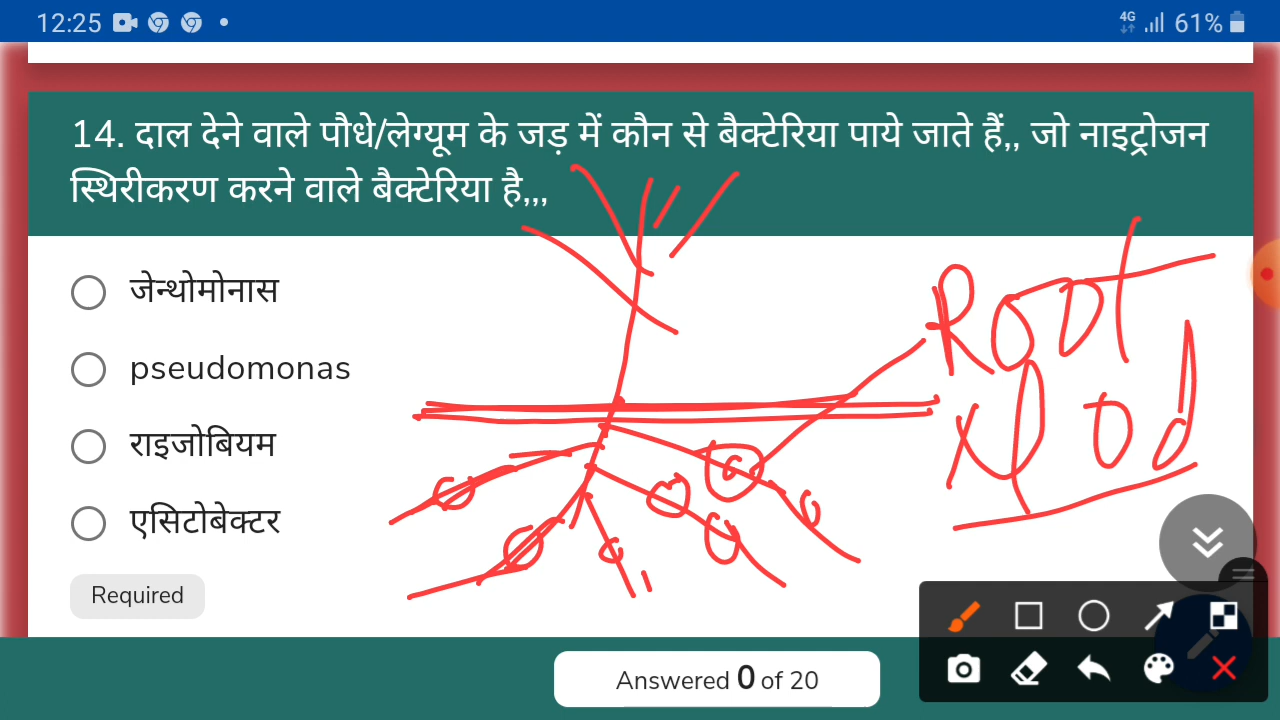 12:25
4G
61%
14. दाल देने वाले पौधे/लेग्यूम के जड़ में कौन से बैक्टेरिया पाये जाते हैं,, जो नाइट्रोजन
स्थिरीकरण करने वाले बैक्टेरिया है,,,
जेन्थोमोनास
pseudomonas
राइजोबियम
एसिटोबेक्टर
Required
Root
Answered 0 of 20